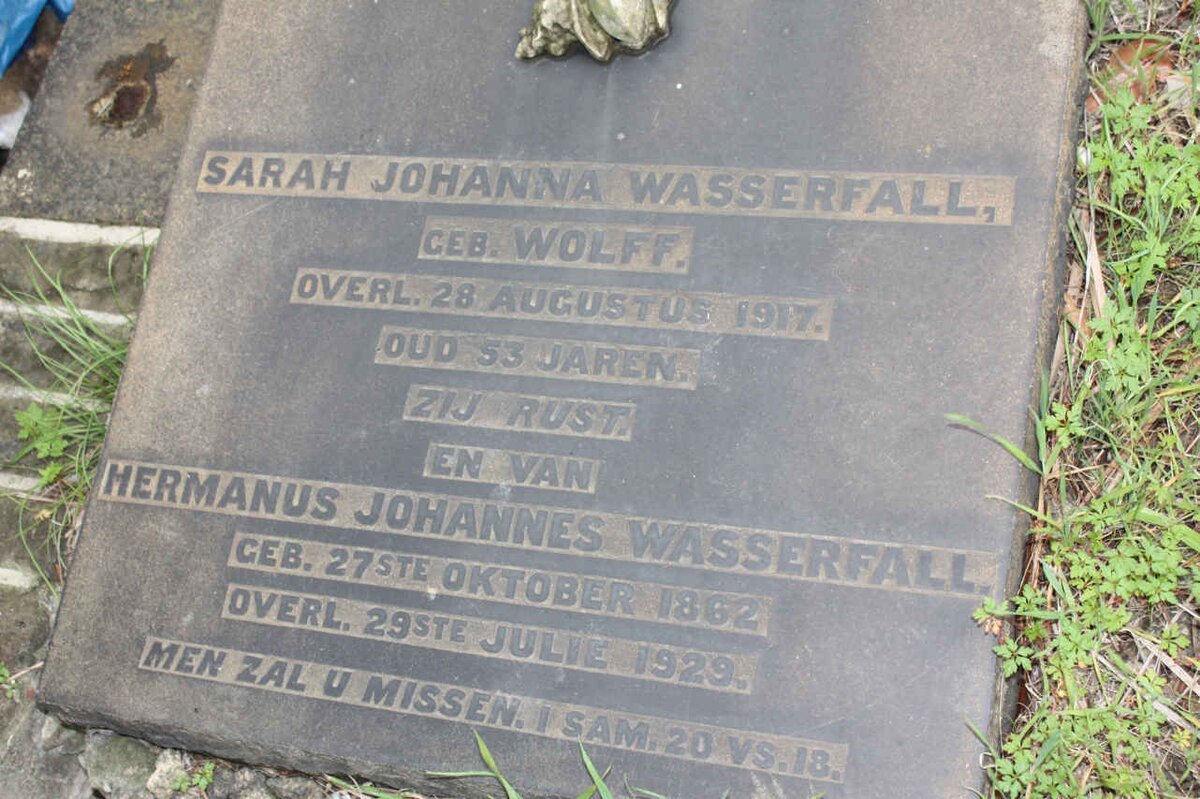 SARAH JOHANNA WASSERFALL,
GEB. WOLFF.
OVERL. 28 AUGUSTUS 1917.
OUD 53 JAREN.
ZIJ RUST.
EN VAN
HERMANUS JOHANNES WASSERFALL.
GEB. 27STE OKTOBER 1862
OVERL. 29STE JULIE 1929.
MEN ZAL U MISSEN. I SAM. 20 VS. 18.